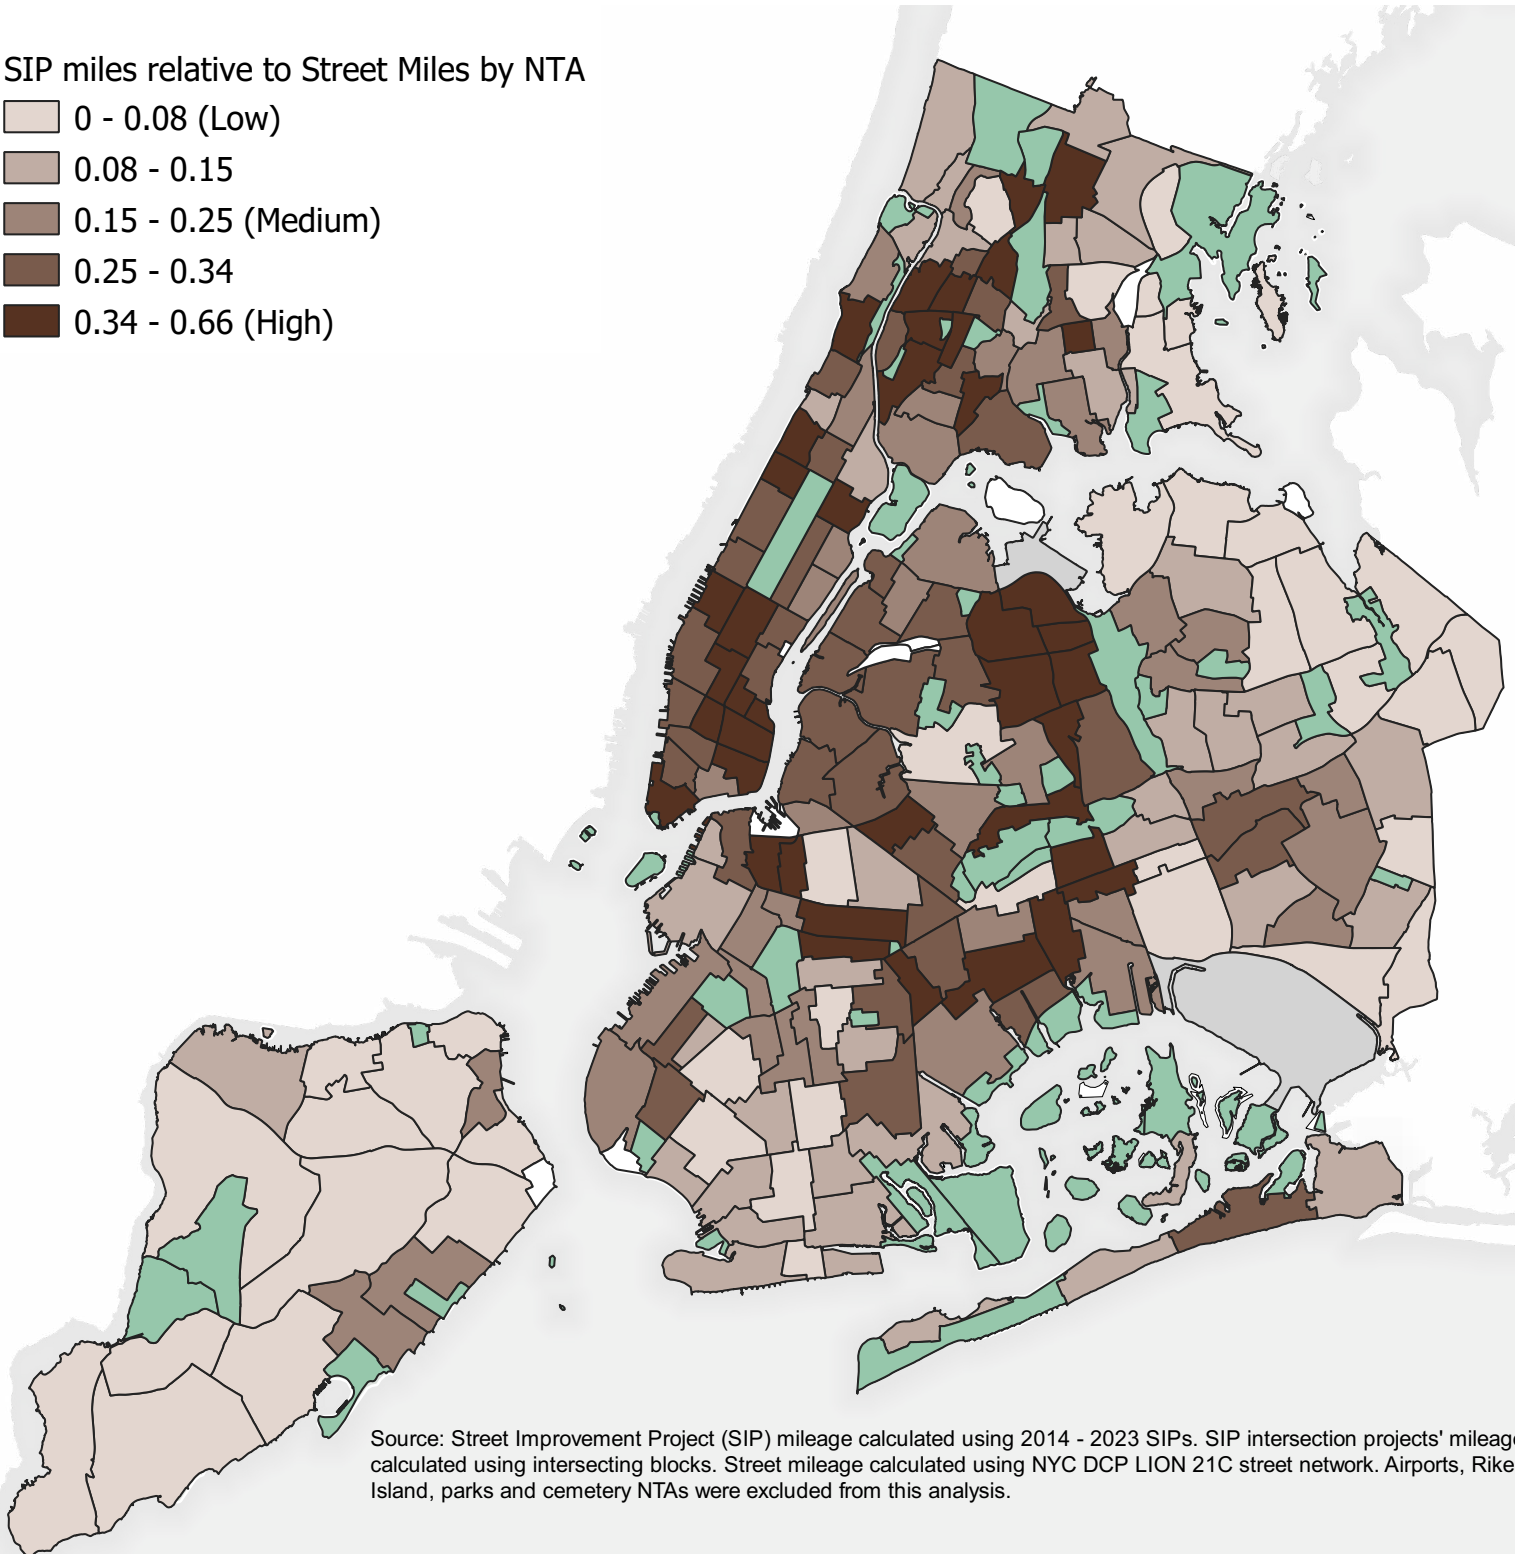 SIP miles relative to Street Miles by NTA
0 - 0.08 (Low)
0.08 - 0.15
0.15 - 0.25 (Medium)
0.25 - 0.34
0.34 - 0.66 (High)
Source: Street Improvement Project (SIP) mileage calculated using 2014 - 2023 SIPs. SIP intersection projects' mileag
calculated using intersecting blocks. Street mileage calculated using NYC DCP LION 21C street network. Airports, Rike
Island, parks and cemetery NTAs were excluded from this analysis.